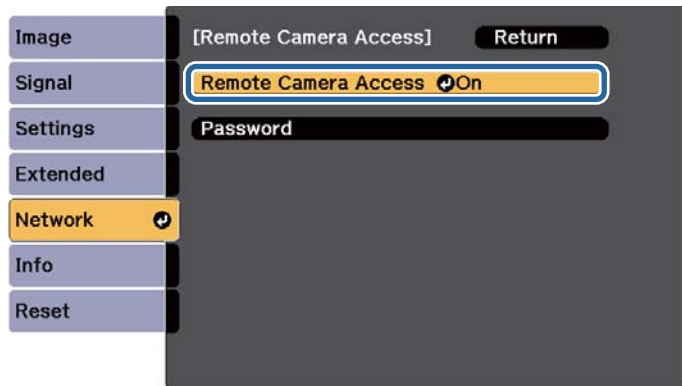 Image
Signal
Settings
Extended
Network
Info
Reset
[Remote Camera Access] Return
Remote Camera Access On
Password